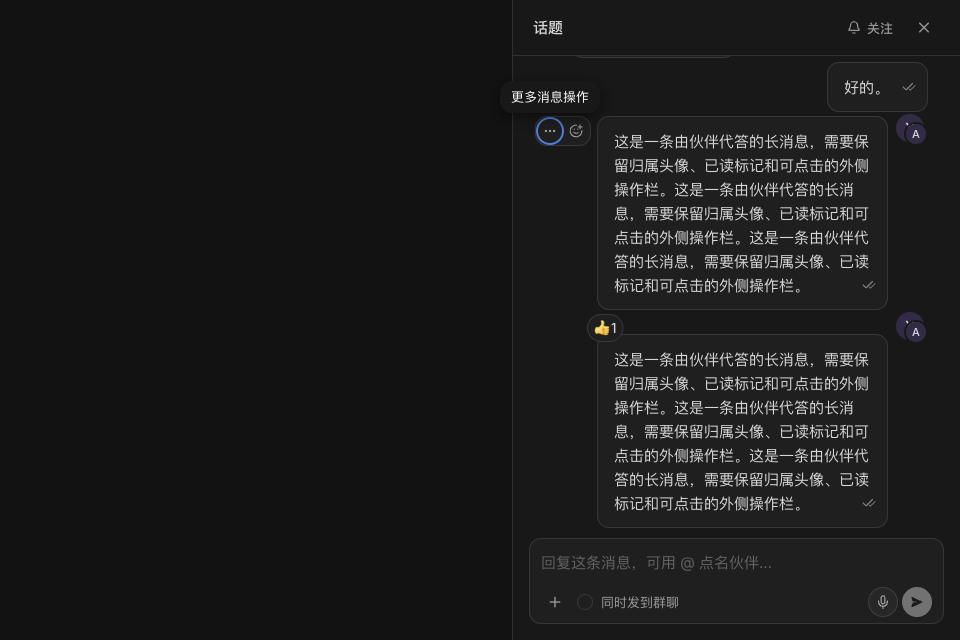 话题
关注
好的。
更多消息操作
这是一条由伙伴代答的长消息，需要保
留归属头像、已读标记和可点击的外侧
操作栏。这是一条由伙伴代答的长消
息，需要保留归属头像、已读标记和可
点击的外侧操作栏。这是一条由伙伴代
答的长消息，需要保留归属头像、已读
标记和可点击的外侧操作栏。
A
👍1
A
这是一条由伙伴代答的长消息，需要保
留归属头像、已读标记和可点击的外侧
操作栏。这是一条由伙伴代答的长消
息，需要保留归属头像、已读标记和可
点击的外侧操作栏。这是一条由伙伴代
答的长消息，需要保留归属头像、已读
标记和可点击的外侧操作栏。
回复这条消息，可用 @ 点名伙伴...
同时发到群聊